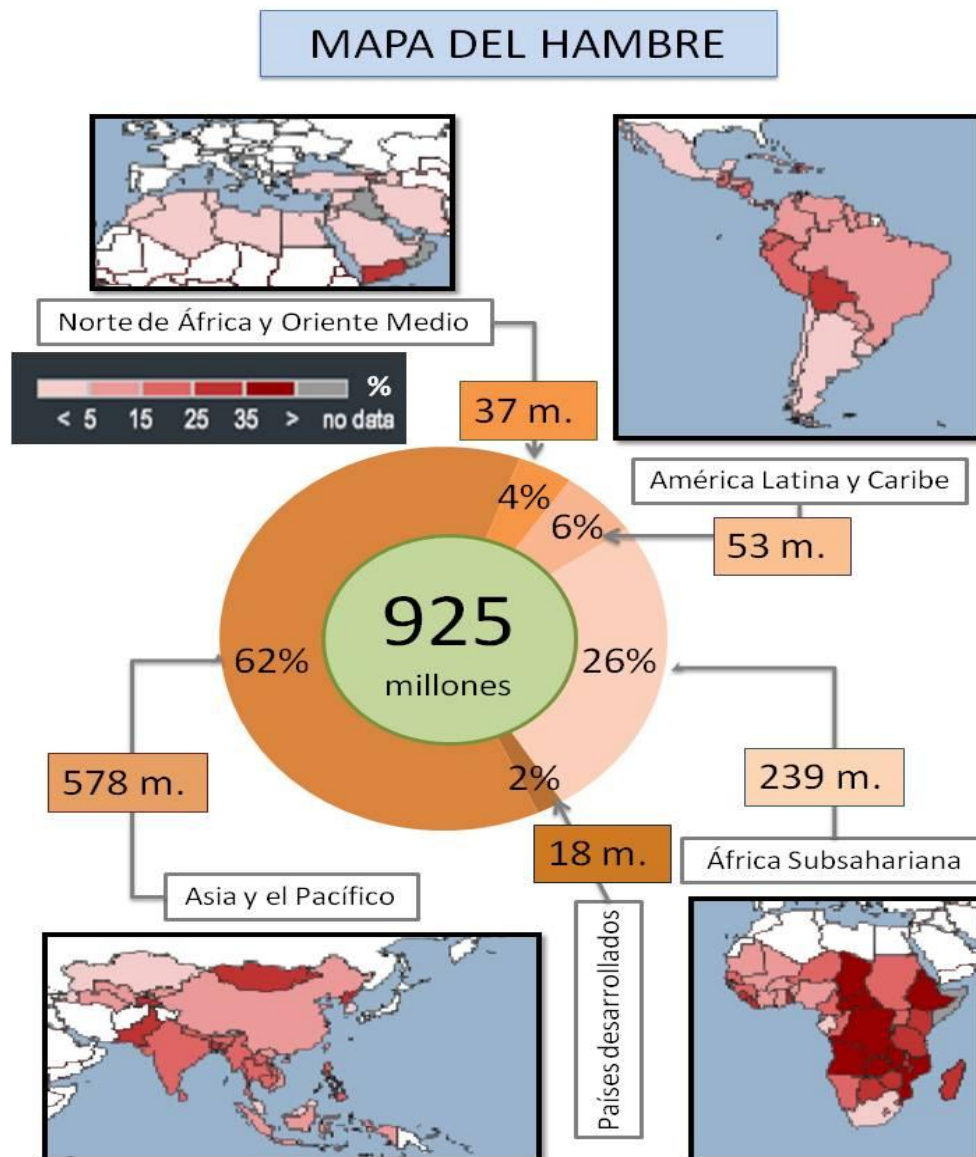 MAPA DEL HAMBRE
Norte de África y Oriente Medio
%
< 5 15 25 35 > no data
37 m.
América Latina y Caribe
53 m.
4%
6%
925
millones
62%
26%
2%
578 m.
239 m.
18 m.
África Subsahariana
Asia y el Pacífico
Países desarrollados